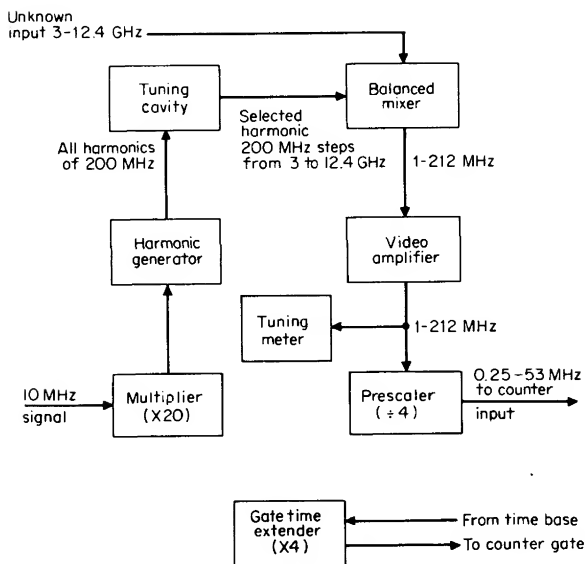 Unknown
input 3-12.4 GHz
Tuning
cavity
Balanced
mixer
Selected
harmonic
200 MHz steps
from 3 to 12.4 GHz
All harmonics
of 200 MHz
1-212 MHz
Harmonic
generator
Video
amplifier
Tuning
meter
1-212 MHz
10 MHz
signal
Multiplier
(X20)
Prescaler
(÷4)
0.25-53 MHz
to counter
input
Gate time
extender
(X4)
From time base
To counter gate